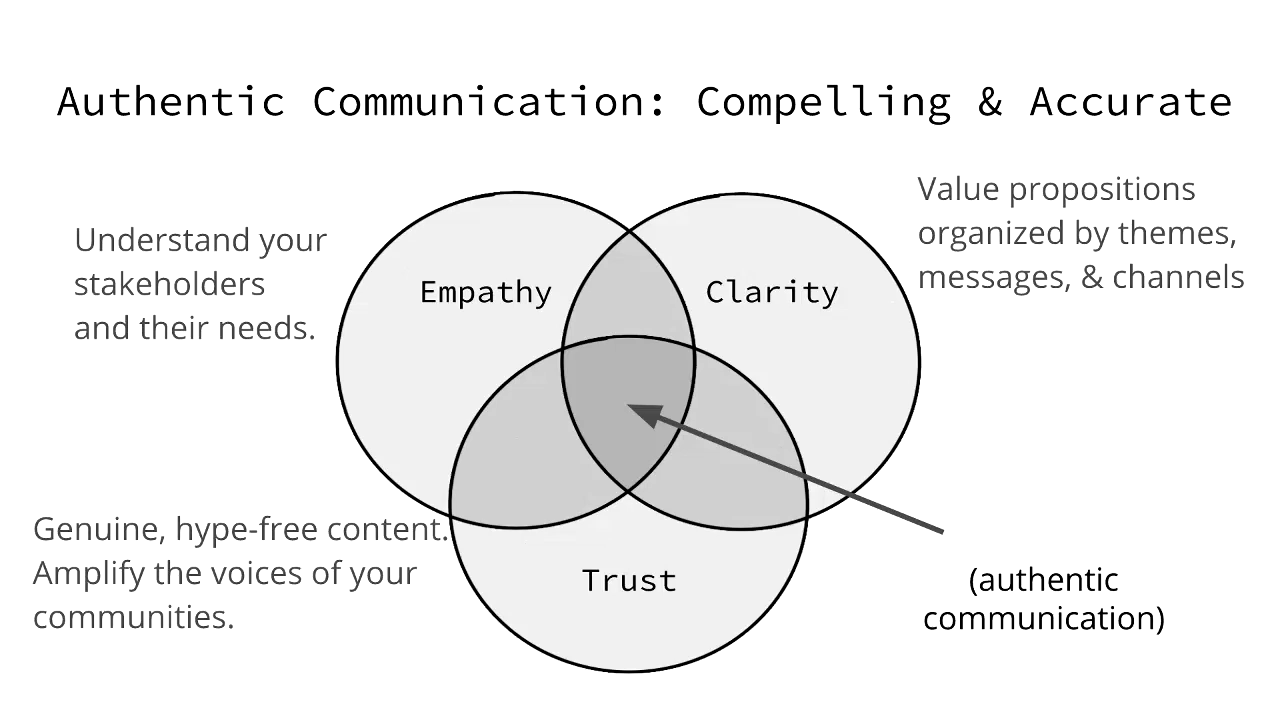 Authentic Communication: Compelling & Accurate
Value propositions
organized by themes,
messages, & channels
Understand your
stakeholders
and their needs.
Empathy
Clarity
Genuine, hype-free content.
Amplify the voices of your
communities.
Trust
(authentic
communication)